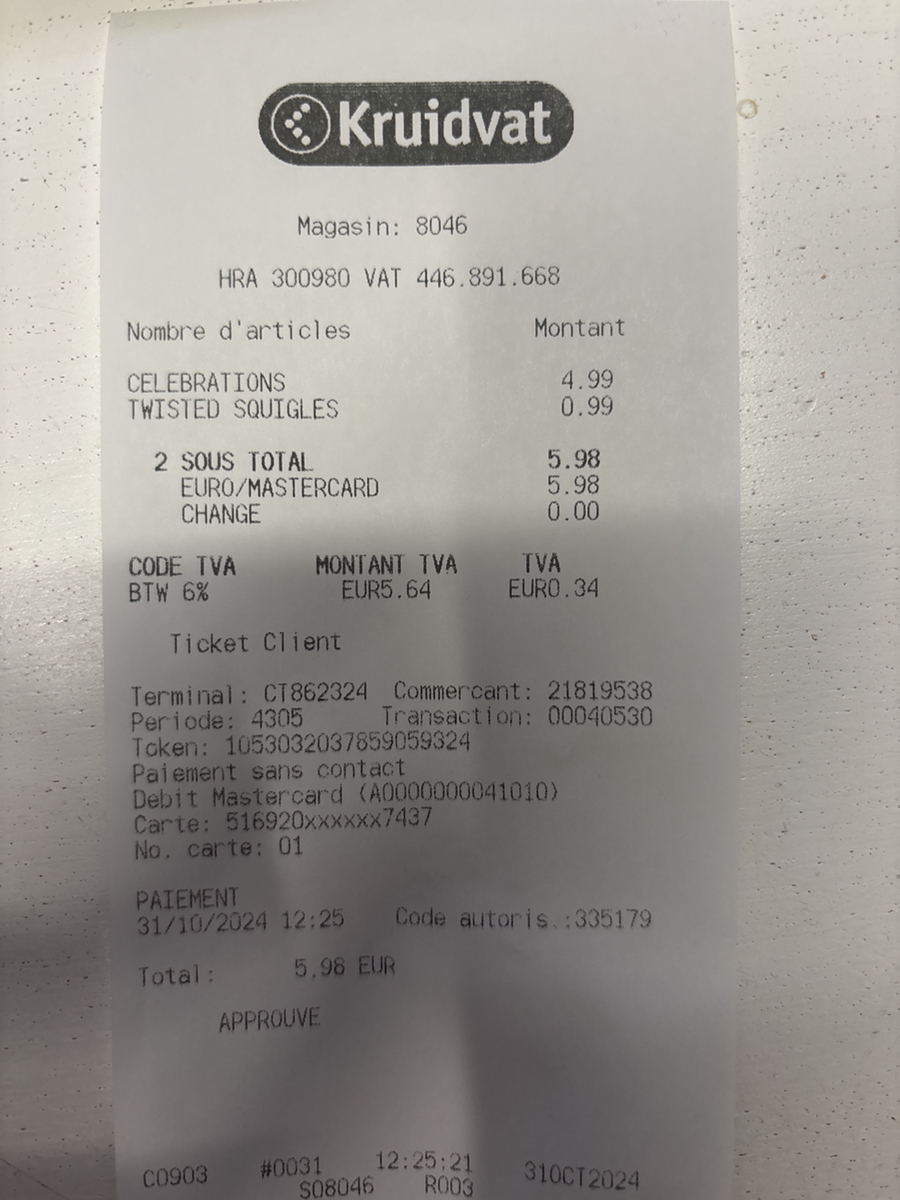 Kruidvat
Magasin: 8046
HRA 300980 VAT 446.891.668
Nombre d'articles Montant
CELEBRATIONS 4.99
TWISTED SQUIGLES 0.99
2 SOUS TOTAL 5.98
EURO/MASTERCARD 5.98
CHANGE 0.00
CODE TVA MONTANT TVA TVA
BTW 6% EUR5.64 EUR0.34
Ticket Client
Terminal: CT862324 Commercant: 21819538
Periode: 4305 Transaction: 00040530
Token: 1053032037859059324
Paiement sans contact
Debit Mastercard (A0000000041010)
Carte: 516920xxxxxx7437
No. carte: 01
PAIEMENT
31/10/2024 12:25 Code autoris.:335179
Total: 5,98 EUR
APPROUVE
C0903 #0031 12:25:21 31OCT2024
S08046 R003